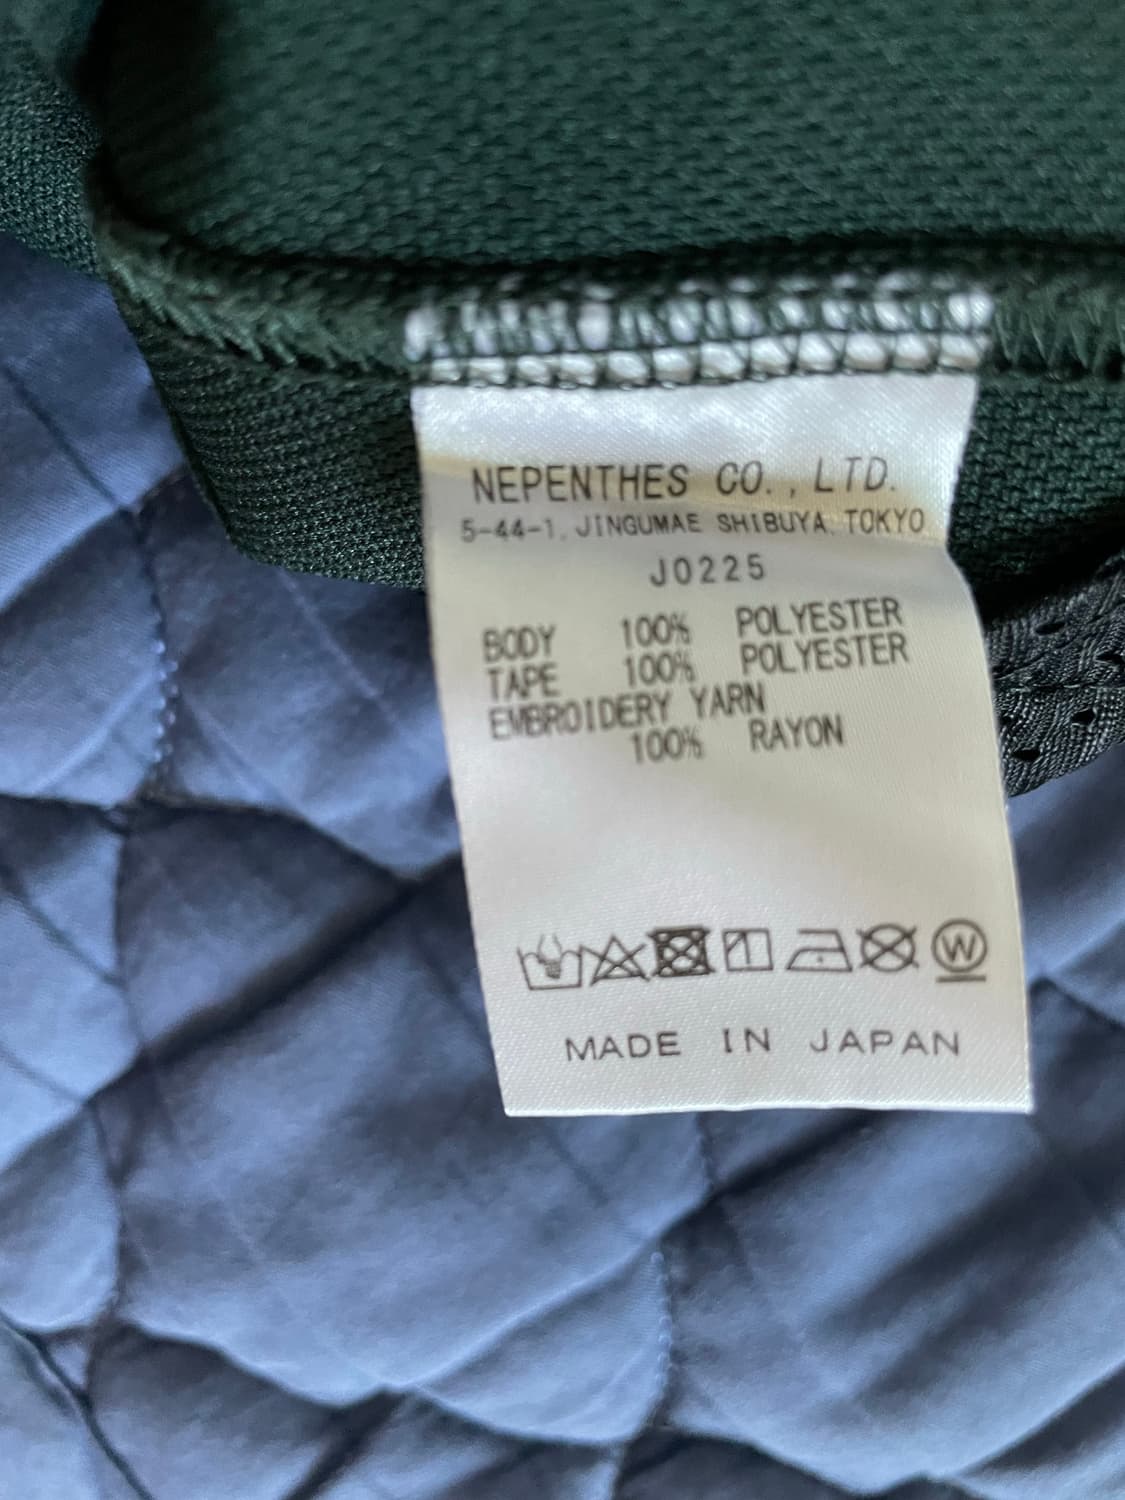 NEPENTHES CO., LTD.
5-44-1, JINGUMAE SHIBUYA, TOKYO
J0225
BODY 100% POLYESTER
TAPE 100% POLYESTER
EMBROIDERY YARN
100% RAYON
W
MADE IN JAPAN